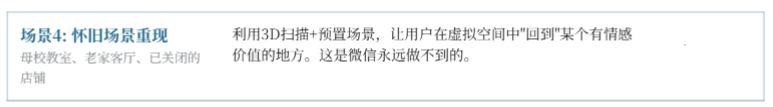 场景4: 怀旧场景重现
母校教室、老家客厅、已关闭的
店铺
利用3D扫描+预置场景，让用户在虚拟空间中"回到"某个有情感
价值的地方。这是微信永远做不到的。